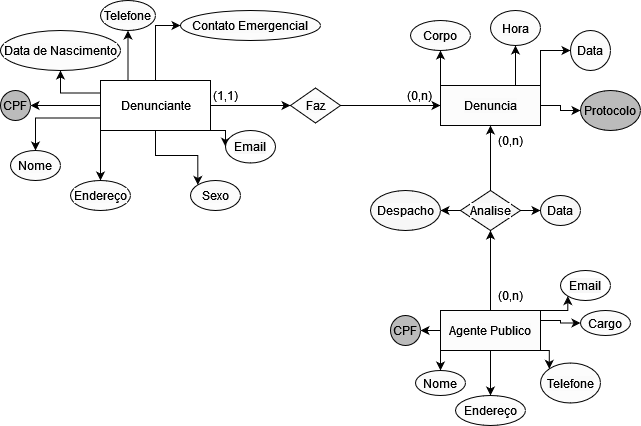 Telefone
Contato Emergencial
Data de Nascimento
CPF
Denunciante
(1,1)
Faz
(0,n)
Nome
Endereço
Sexo
Email
Corpo
Hora
Data
Denuncia
Protocolo
(0,n)
Despacho
Analise
Data
(0,n)
Email
CPF
Agente Publico
Cargo
Nome
Endereço
Telefone